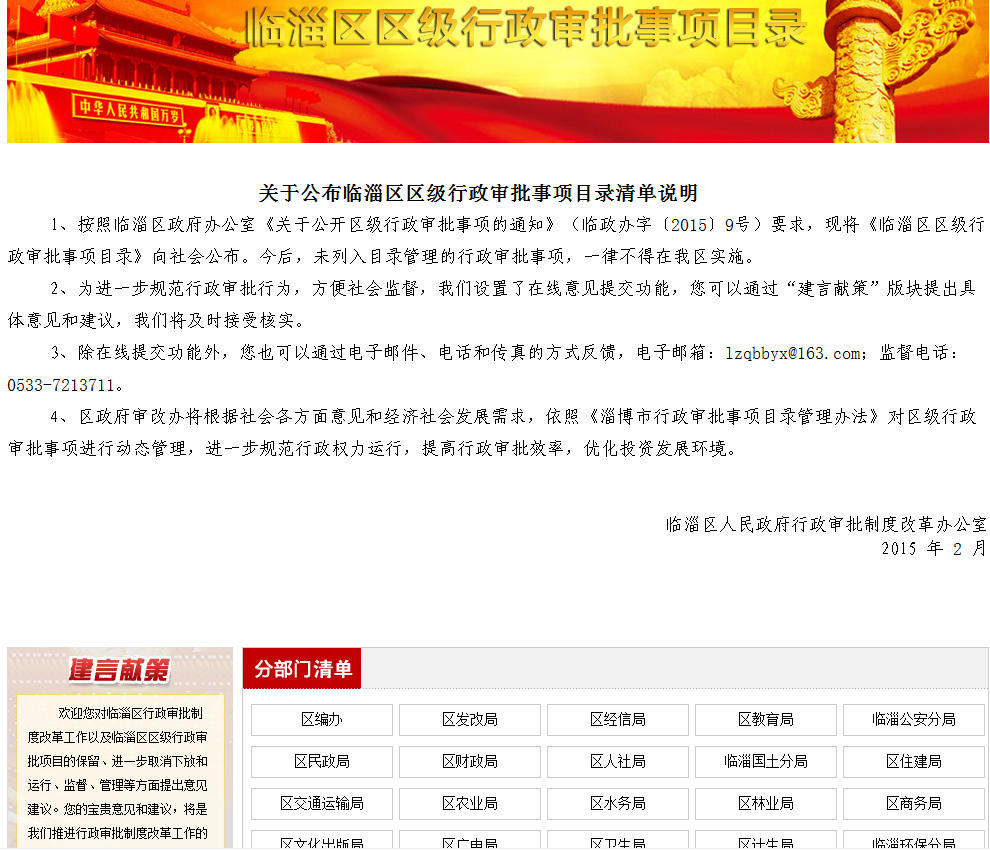 临淄区区级行政审批事项目录
中华人民共和国万岁
关于公布临淄区区级行政审批事项目录清单说明
1、按照临淄区政府办公室《关于公开区级行政审批事项的通知》（临政办字〔2015〕9号）要求，现将《临淄区区级行
政审批事项目录》向社会公布。今后，未列入目录管理的行政审批事项，一律不得在我区实施。
2、为进一步规范行政审批行为，方便社会监督，我们设置了在线意见提交功能，您可以通过“建言献策”版块提出具
体意见和建议，我们将及时接受核实。
3、除在线提交功能外，您也可以通过电子邮件、电话和传真的方式反馈，电子邮箱：lzqbbyx@163.com；监督电话：
0533-7213711。
4、区政府审改办将根据社会各方面意见和经济社会发展需求，依照《淄博市行政审批事项目录管理办法》对区级行政
审批事项进行动态管理，进一步规范行政权力运行，提高行政审批效率，优化投资发展环境。
临淄区人民政府行政审批制度改革办公室
2015 年 2 月
建言献策
欢迎您对临淄区行政审批制
度改革工作以及临淄区区级行政审
批项目的保留、进一步取消下放和
运行、监督、管理等方面提出意见
建议。您的宝贵意见和建议，将是
我们推进行政审批制度改革工作的
分部门清单
区编办 区发改局 区经信局 区教育局 临淄公安分局
区民政局 区财政局 区人社局 临淄国土分局 区住建局
区交通运输局 区农业局 区水务局 区林业局 区商务局
区文化出版局 区广电局 区卫生局 区计生局 临淄环保分局